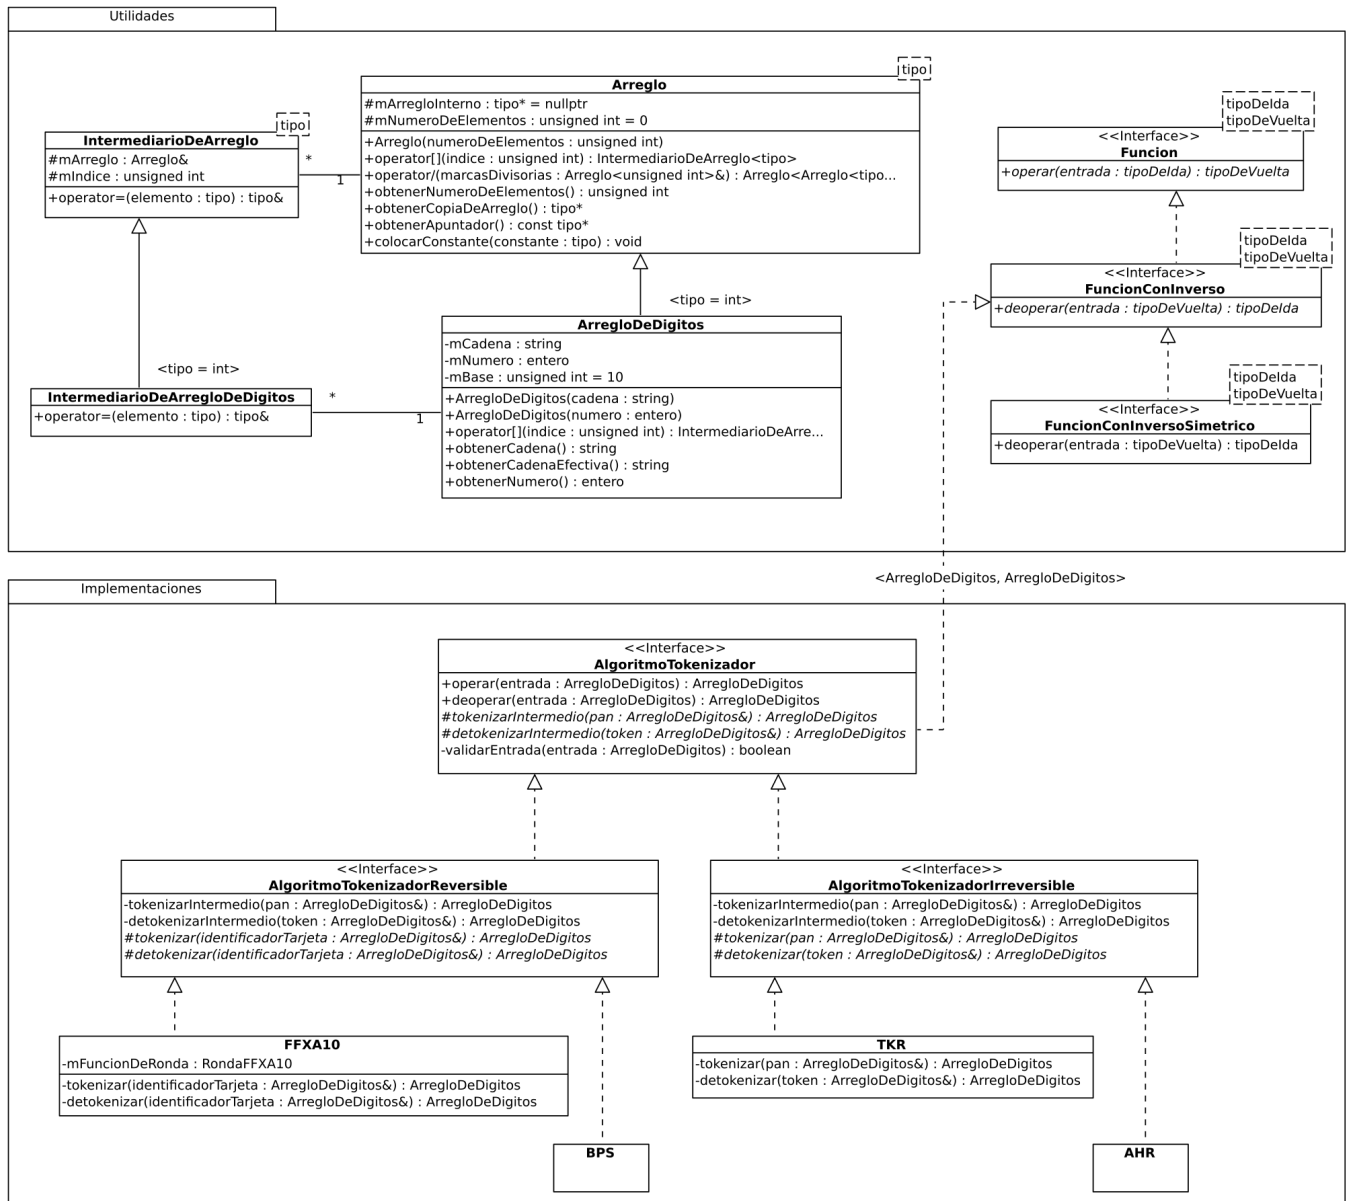 Utilidades
tipo
Arreglo
#mArregloInterno : tipo* = nullptr
#mNumeroDeElementos : unsigned int = 0
+Arreglo(numeroDeElementos : unsigned int)
+operator[](indice : unsigned int) : IntermediarioDeArreglo<tipo>
+operator/(marcasDivisorias : Arreglo<unsigned int>&) : Arreglo<Arreglo<tipo...
+obtenerNumeroDeElementos() : unsigned int
+obtenerCopiaDeArreglo() : tipo*
+obtenerApuntador() : const tipo*
+colocarConstante(constante : tipo) : void
tipo
IntermediarioDeArreglo
#mArreglo : Arreglo&
#mIndice : unsigned int
+operator=(elemento : tipo) : tipo&
*
1
tipoDeIda
tipoDeVuelta
<<Interface>>
Funcion
+operar(entrada : tipoDeIda) : tipoDeVuelta
tipoDeIda
tipoDeVuelta
<<Interface>>
FuncionConInverso
+deoperar(entrada : tipoDeVuelta) : tipoDeIda
tipoDeIda
tipoDeVuelta
<<Interface>>
FuncionConInversoSimetrico
+deoperar(entrada : tipoDeVuelta) : tipoDeIda
<tipo = int>
ArregloDeDigitos
-mCadena : string
-mNumero : entero
-mBase : unsigned int = 10
+ArregloDeDigitos(cadena : string)
+ArregloDeDigitos(numero : entero)
+operator[](indice : unsigned int) : IntermediarioDeArre...
+obtenerCadena() : string
+obtenerCadenaEfectiva() : string
+obtenerNumero() : entero
<tipo = int>
IntermediarioDeArregloDeDigitos
+operator=(elemento : tipo) : tipo&
*
1
<ArregloDeDigitos, ArregloDeDigitos>
Implementaciones
<<Interface>>
AlgoritmoTokenizador
+operar(entrada : ArregloDeDigitos) : ArregloDeDigitos
+deoperar(entrada : ArregloDeDigitos) : ArregloDeDigitos
#tokenizarIntermedio(pan : ArregloDeDigitos&) : ArregloDeDigitos
#detokenizarIntermedio(token : ArregloDeDigitos&) : ArregloDeDigitos
-validarEntrada(entrada : ArregloDeDigitos) : boolean
<<Interface>>
AlgoritmoTokenizadorReversible
-tokenizarIntermedio(pan : ArregloDeDigitos&) : ArregloDeDigitos
-detokenizarIntermedio(token : ArregloDeDigitos&) : ArregloDeDigitos
#tokenizar(identificadorTarjeta : ArregloDeDigitos&) : ArregloDeDigitos
#detokenizar(identificadorTarjeta : ArregloDeDigitos&) : ArregloDeDigitos
<<Interface>>
AlgoritmoTokenizadorIrreversible
-tokenizarIntermedio(pan : ArregloDeDigitos&) : ArregloDeDigitos
-detokenizarIntermedio(token : ArregloDeDigitos&) : ArregloDeDigitos
#tokenizar(pan : ArregloDeDigitos&) : ArregloDeDigitos
#detokenizar(token : ArregloDeDigitos&) : ArregloDeDigitos
FFXA10
-mFuncionDeRonda : RondaFFXA10
-tokenizar(identificadorTarjeta : ArregloDeDigitos&) : ArregloDeDigitos
-detokenizar(identificadorTarjeta : ArregloDeDigitos&) : ArregloDeDigitos
TKR
-tokenizar(pan : ArregloDeDigitos&) : ArregloDeDigitos
-detokenizar(token : ArregloDeDigitos&) : ArregloDeDigitos
BPS
AHR